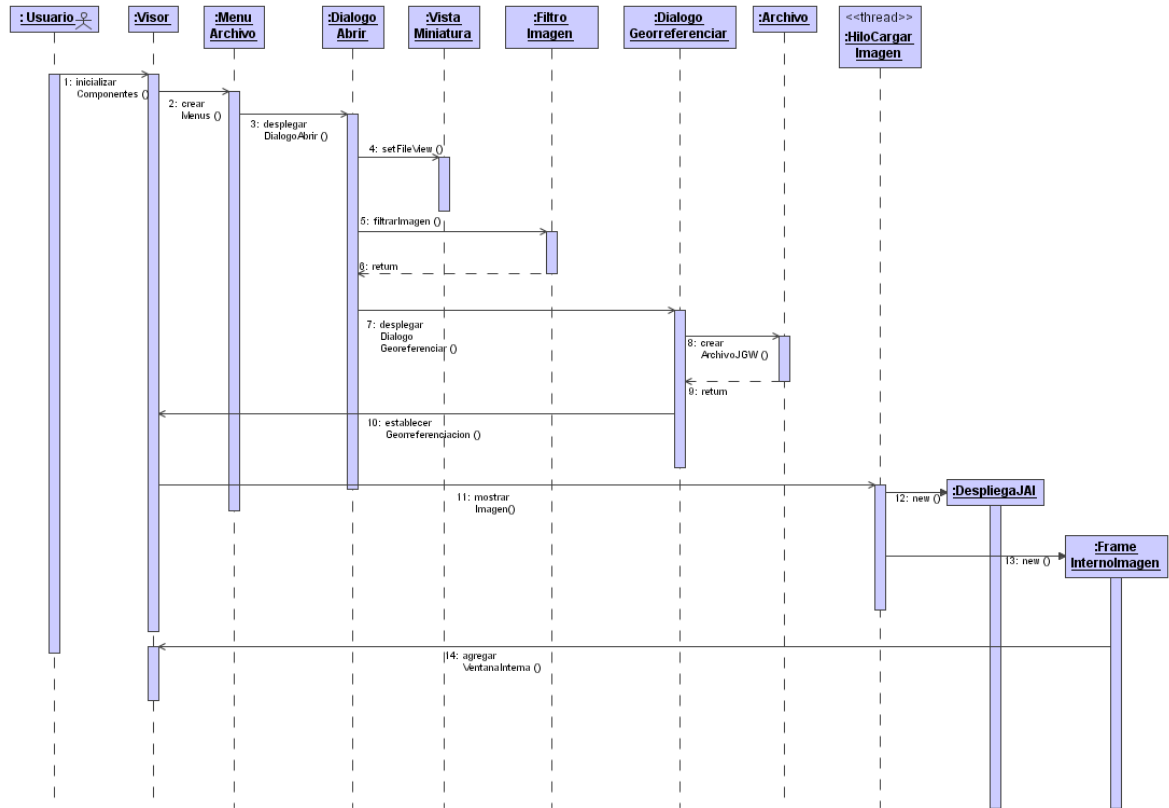 : Usuario
:Visor
:Menu
Archivo
:Dialogo
Abrir
:Vista
Miniatura
:Filtro
Imagen
:Dialogo
Georreferenciar
:Archivo
<<thread>>
:HiloCargar
Imagen
1: inicializar
Componentes ()
2: crear
Menus ()
3: desplegar
DialogoAbrir ()
4: setFileView ()
5: filtrarImagen ()
6: return
7: desplegar
Dialogo
Georeferenciar ()
8: crear
ArchivoJGW ()
9: return
10: establecer
Georreferenciacion ()
11: mostrar
Imagen()
12: new ()
:DespliegaJAI
13: new ()
:Frame
InternoImagen
14: agregar
VentanaInterna ()